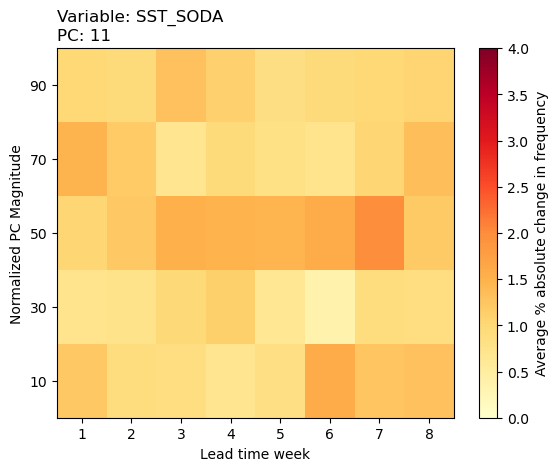 Variable: SST_SODA
PC: 11
Normalized PC Magnitude
90
70
50
30
10
1 2 3 4 5 6 7 8
Lead time week
4.0
3.5
3.0
2.5
2.0
1.5
1.0
0.5
0.0
Average % absolute change in frequency